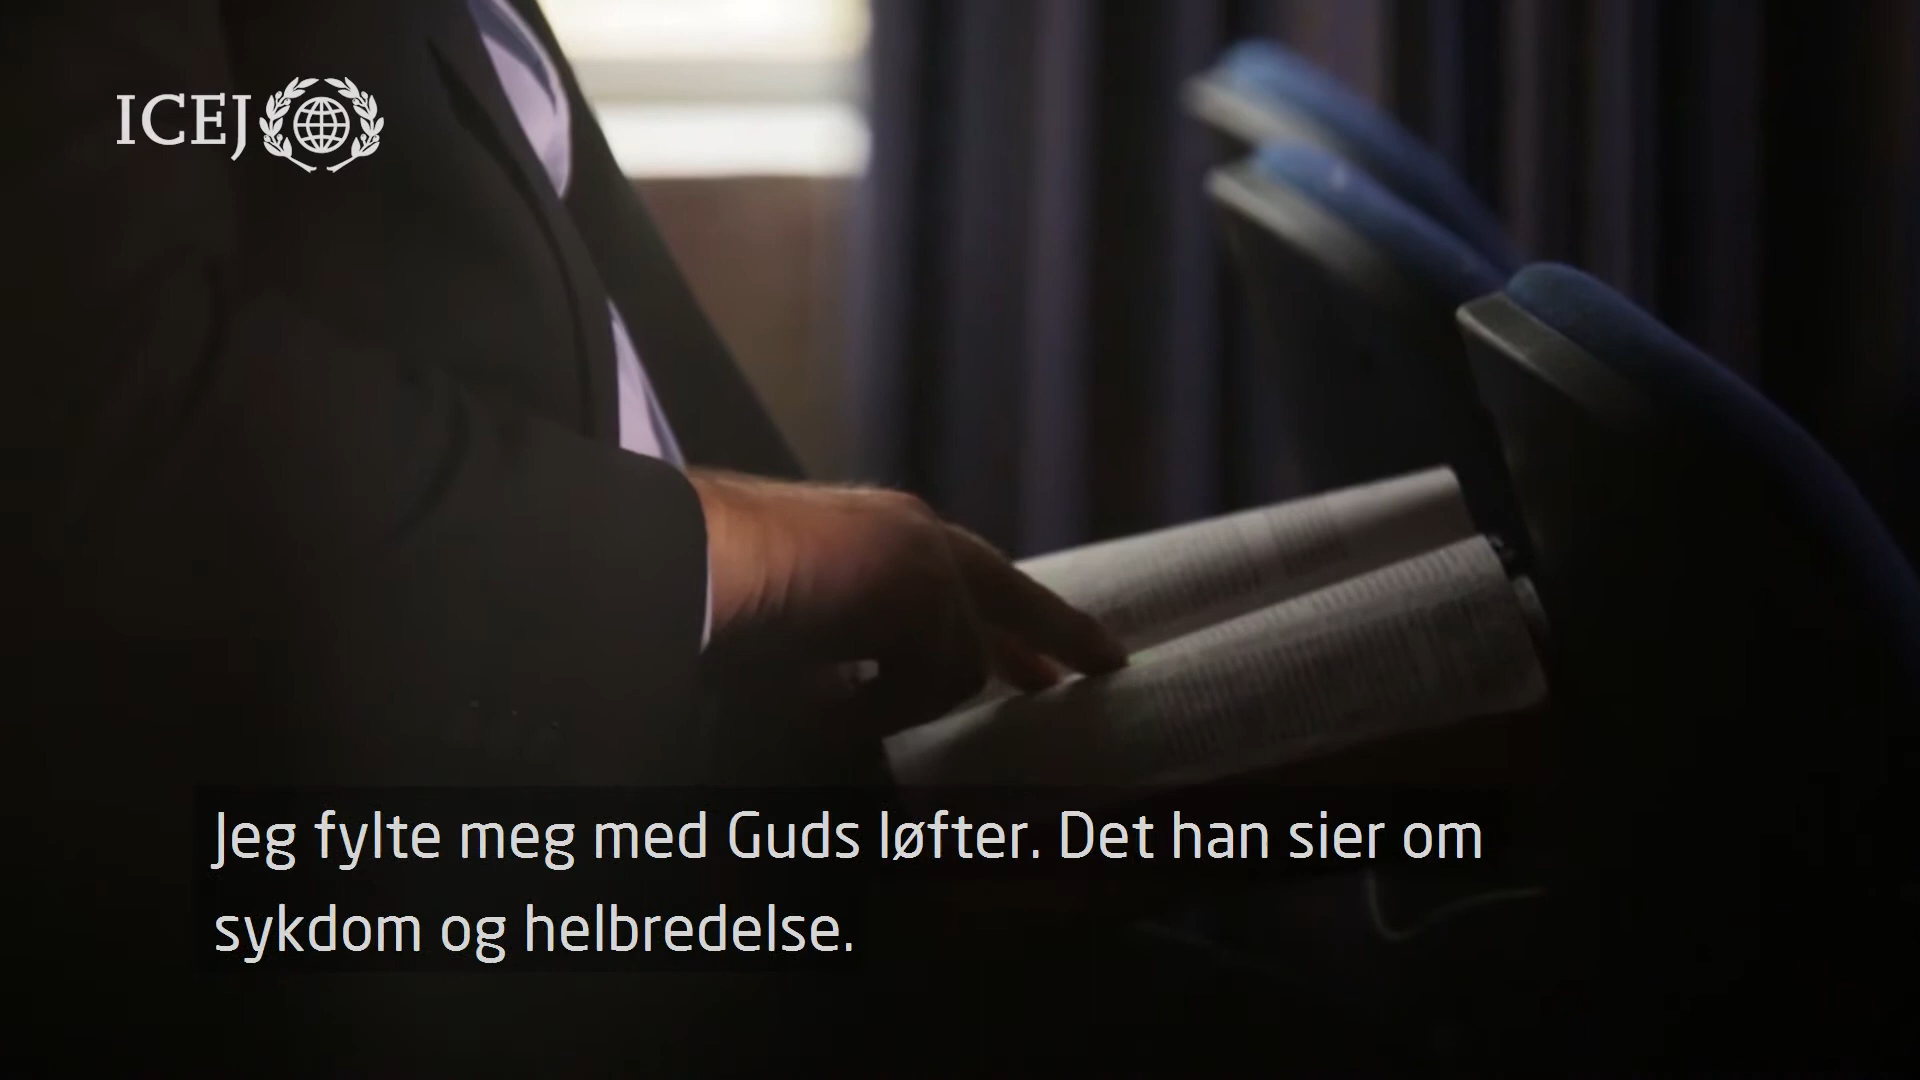 ICEJ
Jeg fylte meg med Guds løfter. Det han sier om
sykdom og helbredelse.